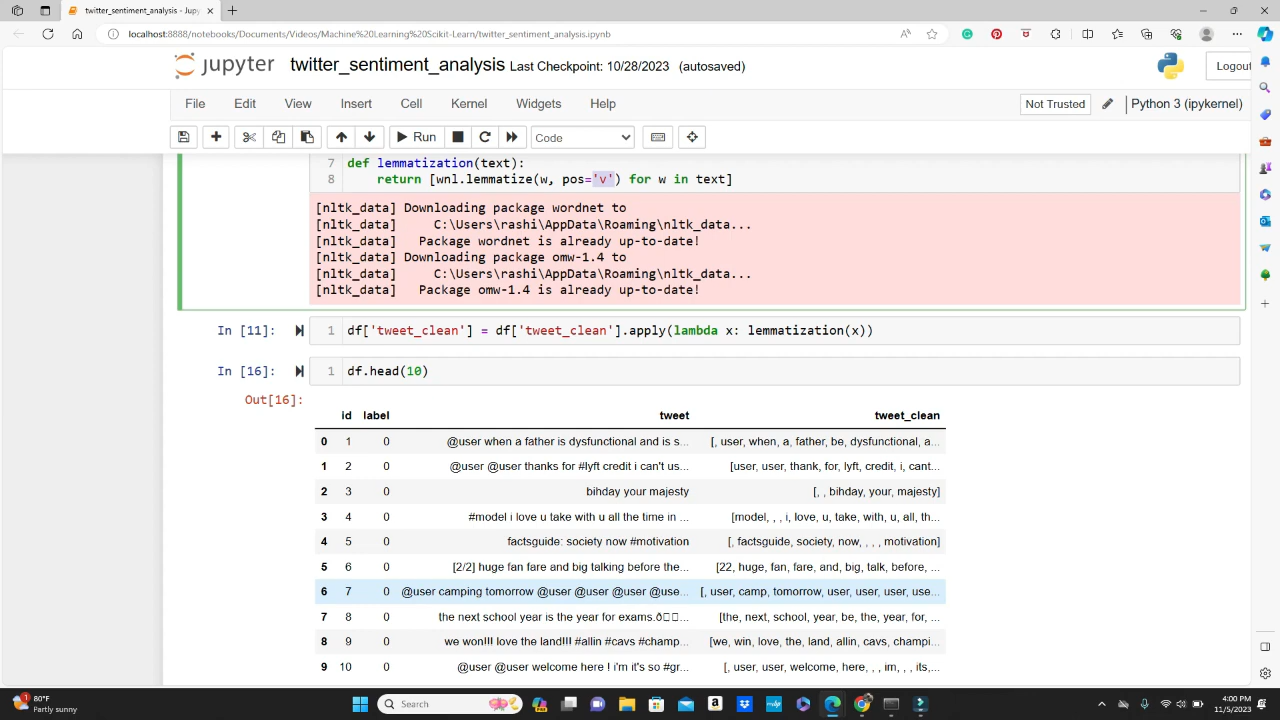 twitter_sentiment_analysis - Jupy
localhost:8888/notebooks/Documents/Videos/Machine%20Learning%20Scikit-Learn/twitter_sentiment_analysis.ipynb
jupyter twitter_sentiment_analysis Last Checkpoint: 10/28/2023 (autosaved)
Logout
File Edit View Insert Cell Kernel Widgets Help
Not Trusted Python 3 (ipykernel)
Run Code
7 def lemmatization(text):
8 return [wnl.lemmatize(w, pos='v') for w in text]
[nltk_data] Downloading package wordnet to
[nltk_data] C:\Users\rashi\AppData\Roaming\nltk_data...
[nltk_data] Package wordnet is already up-to-date!
[nltk_data] Downloading package omw-1.4 to
[nltk_data] C:\Users\rashi\AppData\Roaming\nltk_data...
[nltk_data] Package omw-1.4 is already up-to-date!
In [11]: 1 df['tweet_clean'] = df['tweet_clean'].apply(lambda x: lemmatization(x))
In [16]: 1 df.head(10)
Out[16]:
id label tweet tweet_clean
0 1 0 @user when a father is dysfunctional and is s... [, user, when, a, father, be, dysfunctional, a...
1 2 0 @user @user thanks for #lyft credit i can't us... [user, user, thank, for, lyft, credit, i, cant...
2 3 0 bihday your majesty [, , bihday, your, majesty]
3 4 0 #model i love u take with u all the time in ... [model, , , i, love, u, take, with, u, all, th...
4 5 0 factsguide: society now #motivation [, factsguide, society, now, , , , motivation]
5 6 0 [2/2] huge fan fare and big talking before the... [22, huge, fan, fare, and, big, talk, before, ...
6 7 0 @user camping tomorrow @user @user @user @use... [, user, camp, tomorrow, user, user, user, use...
7 8 0 the next school year is the year for exams.ð... [the, next, school, year, be, the, year, for, ...
8 9 0 we won!!! love the land!!! #allin #cavs #champ... [we, win, love, the, land, allin, cavs, champi...
9 10 0 @user @user welcome here ! i'm it's so #gr... [, user, user, welcome, here, , , im, , , its,...
80°F
Partly sunny
Search
4:00 PM
11/5/2023